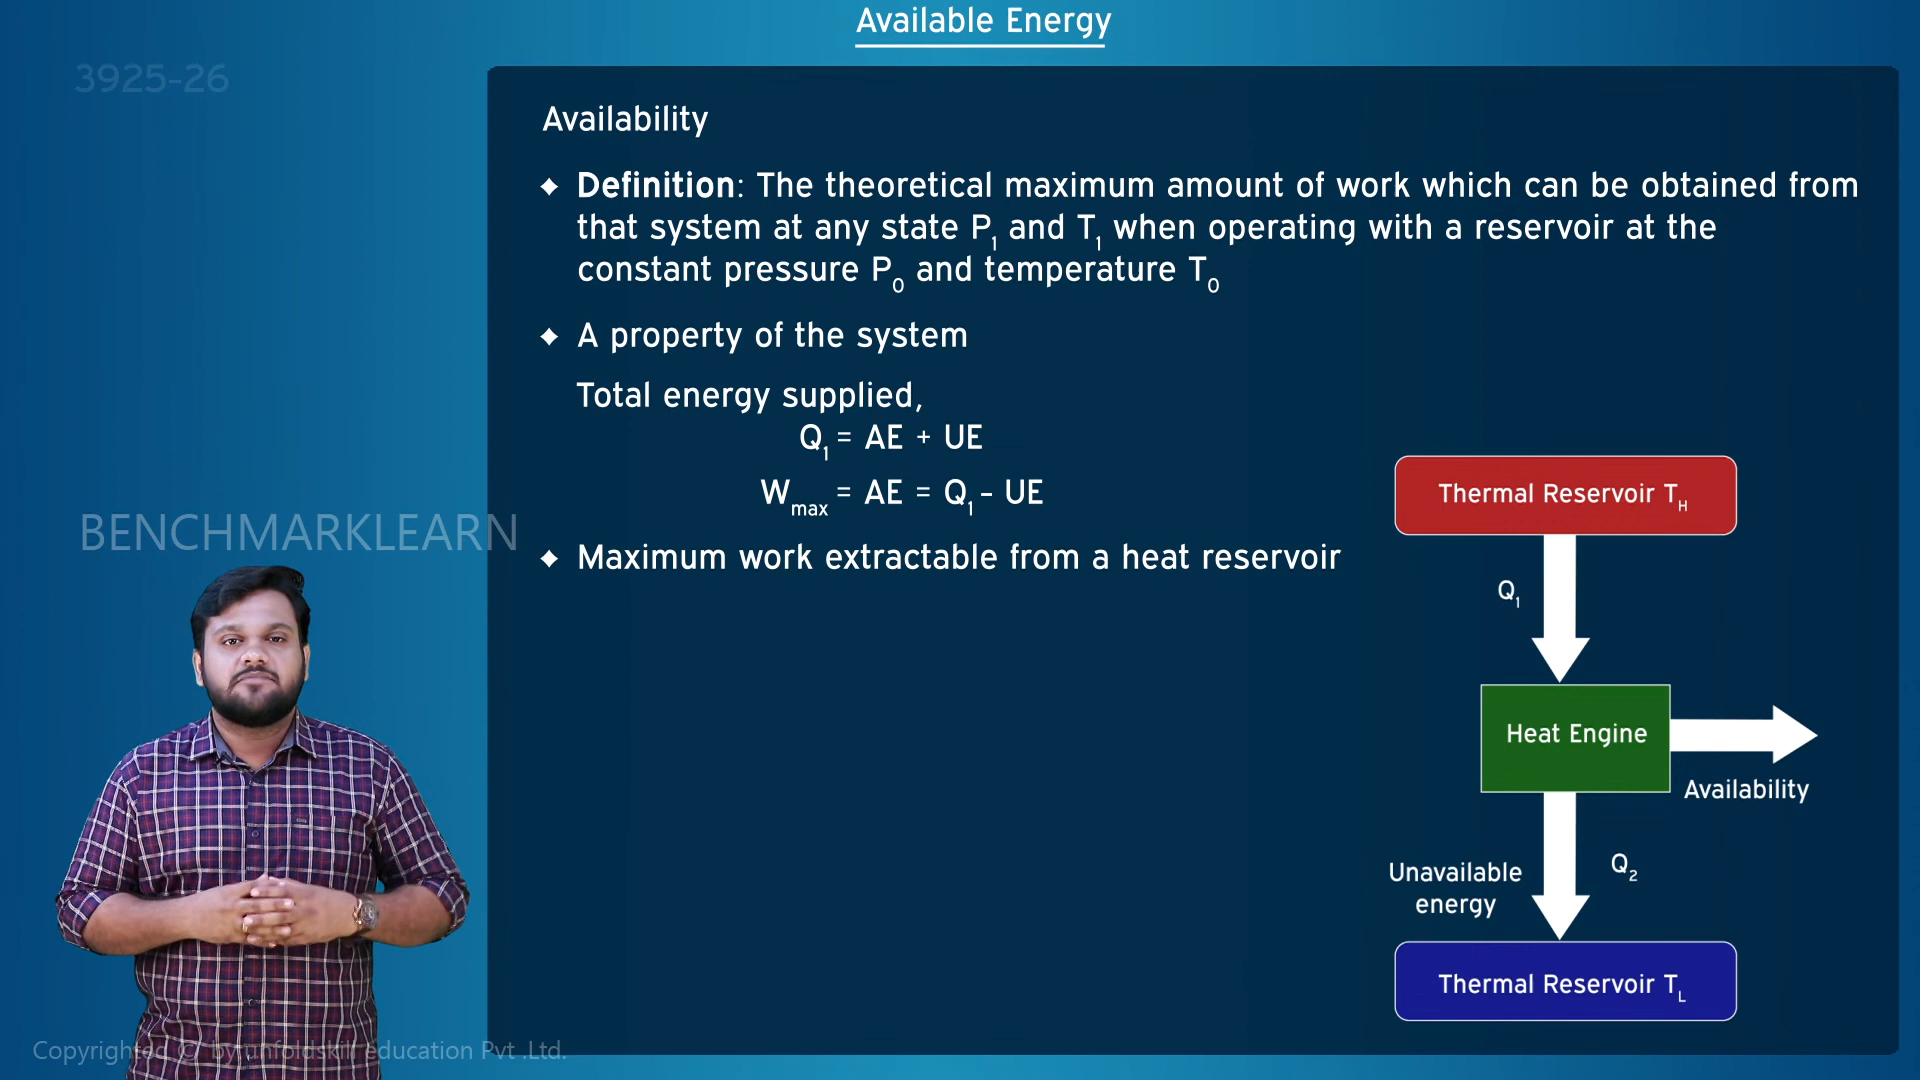 Available Energy
3925-26
Availability
Definition: The theoretical maximum amount of work which can be obtained from
that system at any state P1 and T1 when operating with a reservoir at the
constant pressure P0 and temperature T0
A property of the system
Total energy supplied,
Q1 = AE + UE
Wmax = AE = Q1 - UE
BENCHMARKLEARN
Maximum work extractable from a heat reservoir
Thermal Reservoir TH
Q1
Heat Engine
Availability
Q2
Unavailable
energy
Thermal Reservoir TL
Copyrighted © by unfoldskill education Pvt .Ltd.